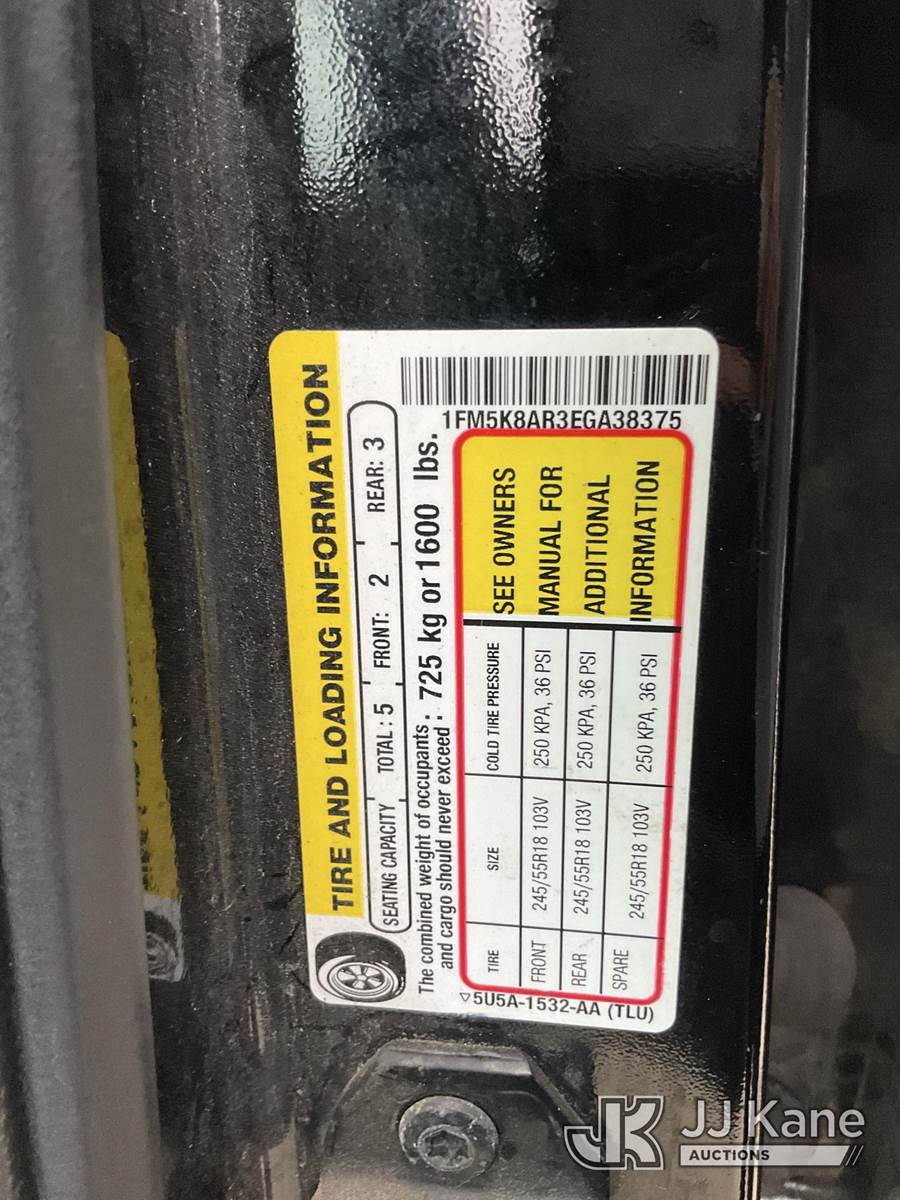 TIRE AND LOADING INFORMATION
SEATING CAPACITY TOTAL : 5 FRONT: 2 REAR: 3
The combined weight of occupants
and cargo should never exceed : 725 kg or 1600 lbs.
1FM5K8AR3EGA38375
TIRE SIZE COLD TIRE PRESSURE
FRONT 245/55R18 103V 250 KPA, 36 PSI
REAR 245/55R18 103V 250 KPA, 36 PSI
SPARE 245/55R18 103V 250 KPA, 36 PSI
SEE OWNERS
MANUAL FOR
ADDITIONAL
INFORMATION
5U5A-1532-AA (TLU)
JK JJ Kane
AUCTIONS